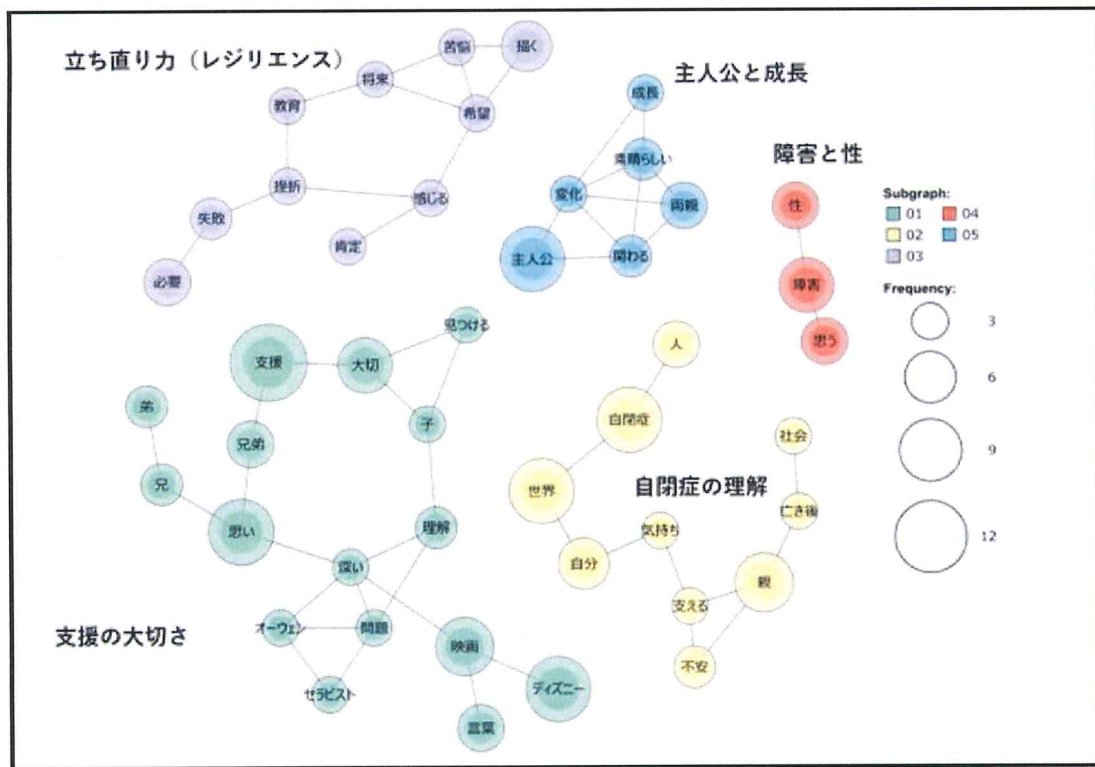 立ち直り力（レジリエンス）
苦悩
描く
将来
教育
希望
挫折
感じる
失敗
肯定
必要
主人公と成長
成長
素晴らしい
変化
両親
主人公
関わる
障害と性
性
障害
思う
Subgraph:
01 04
02 05
03
Frequency:
3
6
9
12
見つける
支援
大切
弟
兄弟
子
兄
思い
理解
深い
オーウェン
問題
セラピスト
映画
ディズニー
言葉
支援の大切さ
人
自閉症
社会
世界
自閉症の理解
気持ち
亡き後
自分
親
支える
不安